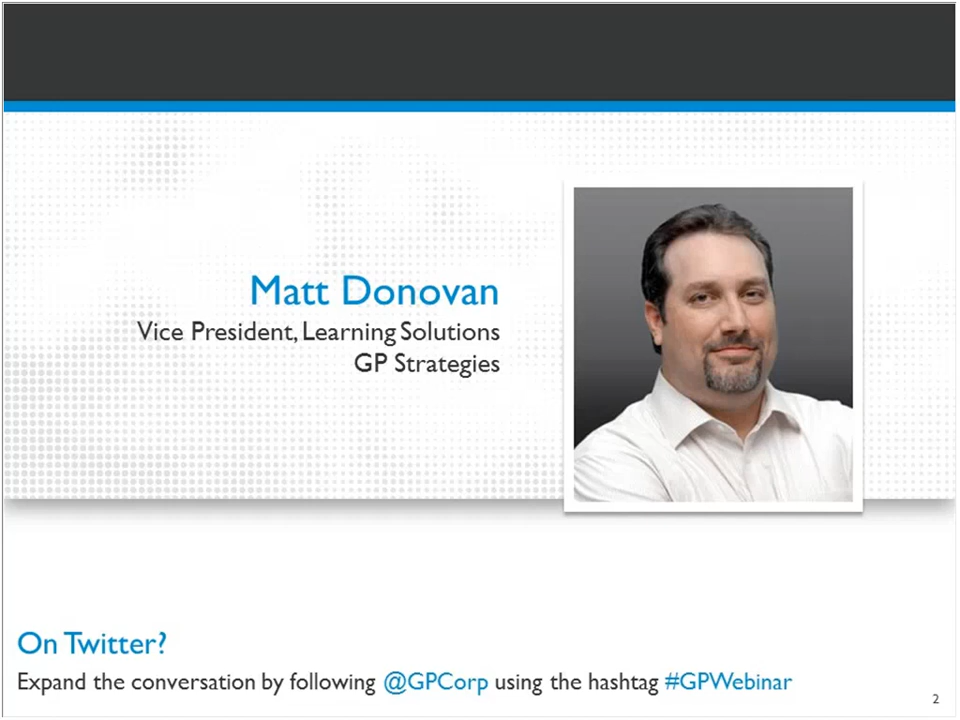 Matt Donovan
Vice President, Learning Solutions
GP Strategies
On Twitter?
Expand the conversation by following @GPCorp using the hashtag #GPWebinar
2